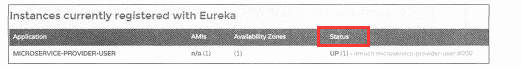 Instances currently registered with Eureka
Application AMIs Availability Zones Status
MICROSERVICE-PROVIDER-USER n/a (1) (1) UP (1) - itmuch:microservice-provider-user:8000